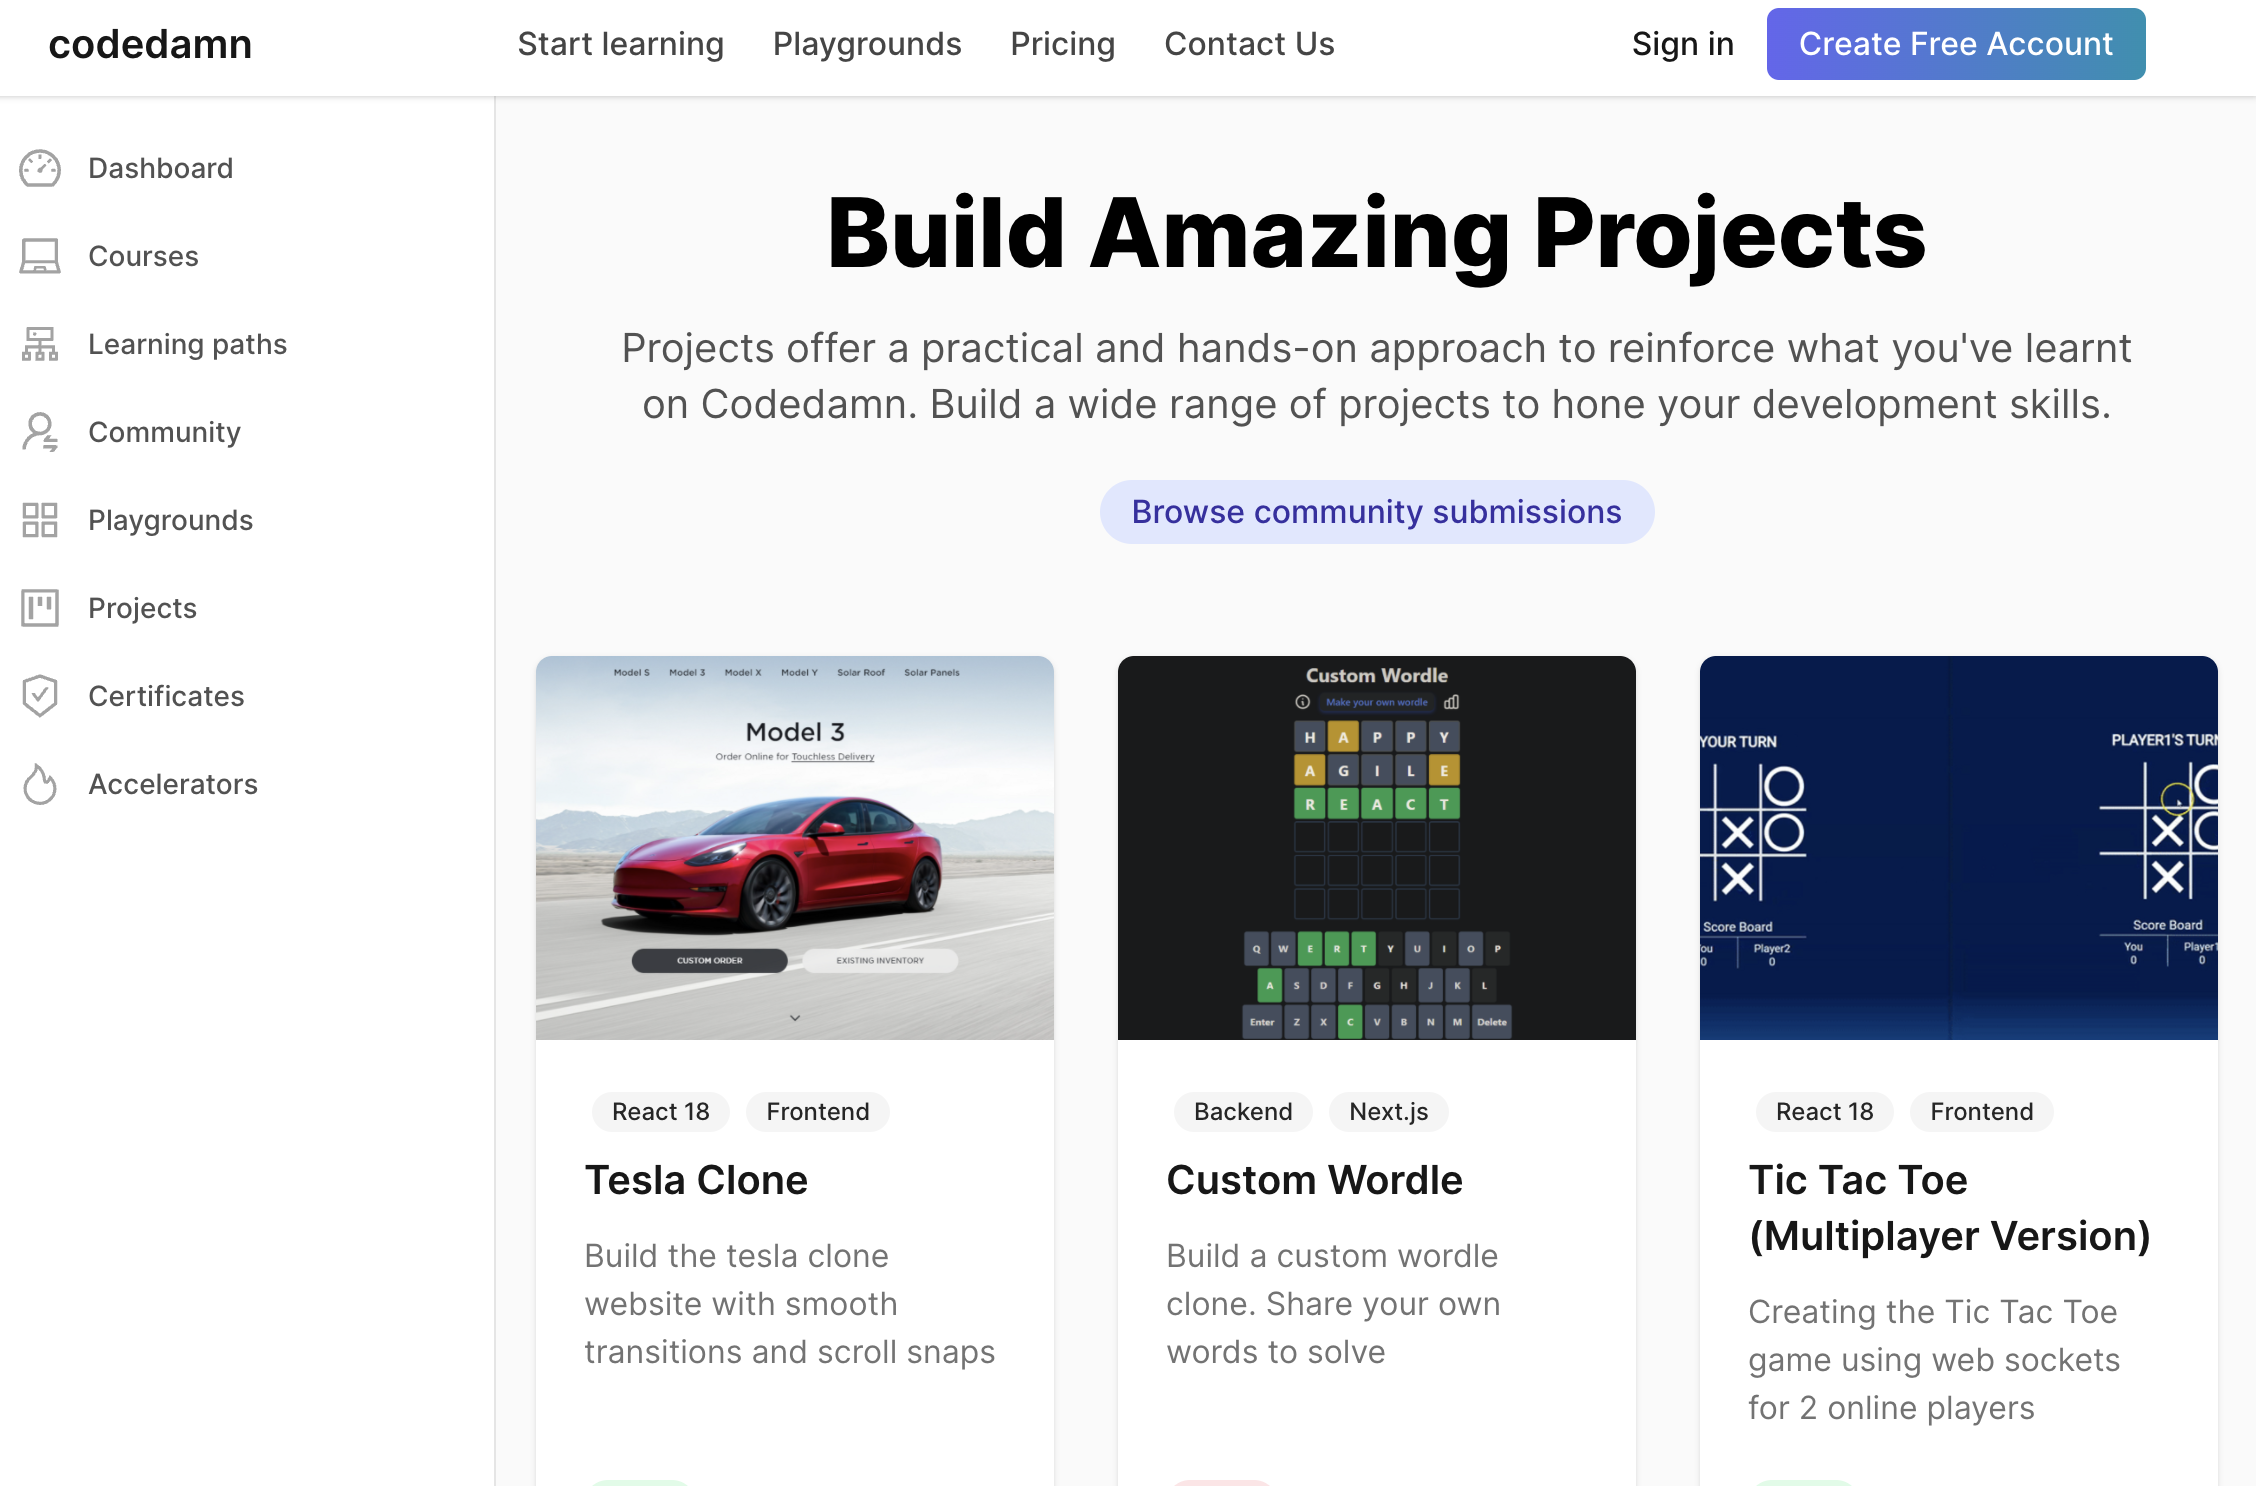 codedamn
Start learning
Playgrounds
Pricing
Contact Us
Sign in
Create Free Account
Dashboard
Courses
Learning paths
Community
Playgrounds
Projects
Certificates
Accelerators
Build Amazing Projects
Projects offer a practical and hands-on approach to reinforce what you've learnt
on Codedamn. Build a wide range of projects to hone your development skills.
Browse community submissions
Model S Model 3 Model X Model Y Solar Roof Solar Panels
Model 3
Order Online for Touchless Delivery
CUSTOM ORDER
EXISTING INVENTORY
React 18
Frontend
Tesla Clone
Build the tesla clone
website with smooth
transitions and scroll snaps
Custom Wordle
Make your own wordle
H A P P Y
A G I L E
R E A C T
Q W E R T Y U I O P
A S D F G H J K L
Enter Z X C V B N M Delete
Backend
Next.js
Custom Wordle
Build a custom wordle
clone. Share your own
words to solve
YOUR TURN
O
X O
X
Score Board
ou Player2
0 0
PLAYER1'S TURN
O
X O
X
Score Board
You Player1
0 0
React 18
Frontend
Tic Tac Toe
(Multiplayer Version)
Creating the Tic Tac Toe
game using web sockets
for 2 online players